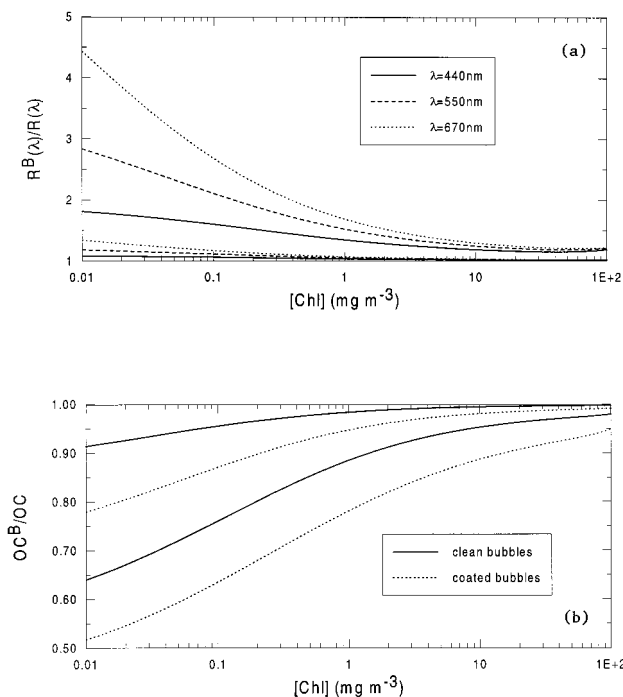 (a)
5
4
3
2
1
R^B(λ)/R(λ)
λ=440nm
λ=550nm
λ=670nm
0.01
0.1
1
10
1E+2
[Chl] (mg m⁻³)
1.00
0.90
0.80
0.70
0.60
0.50
OC^B/OC
clean bubbles
coated bubbles
(b)
0.01
0.1
1
10
1E+2
[Chl] (mg m⁻³)